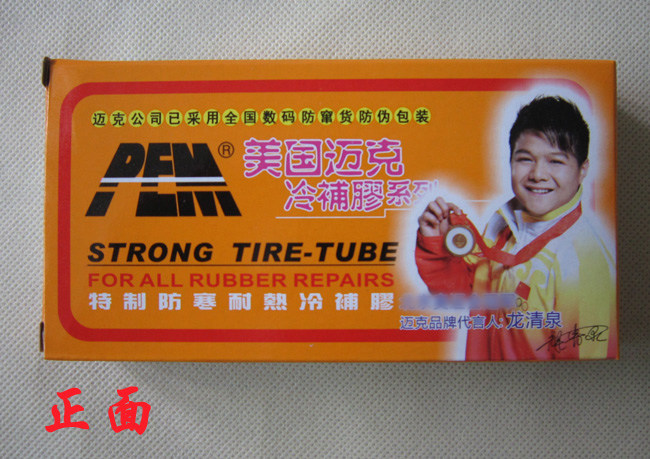 迈克公司已采用全国数码防窜货防伪包装
PEM®
美国迈克
冷補膠系列
STRONG TIRE-TUBE
FOR ALL RUBBER REPAIRS
特制防寒耐熱冷補膠
迈克品牌代言人 龙清泉
正面